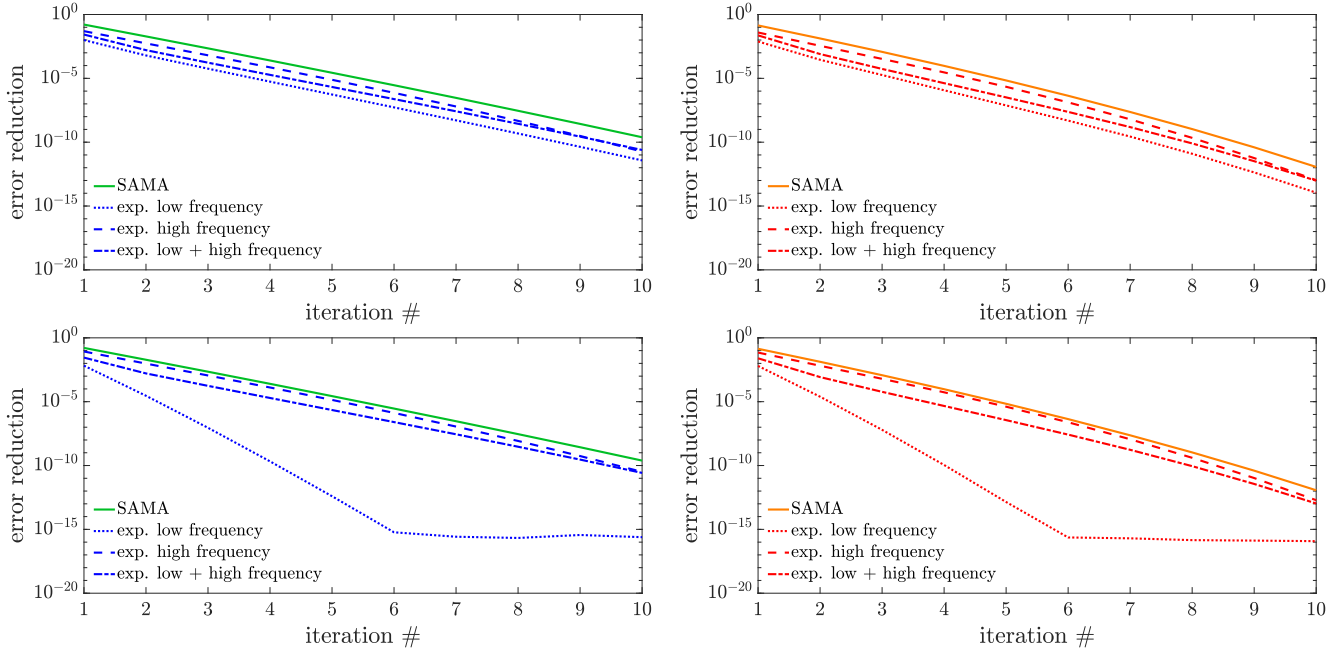 10^0
10^-5
10^-10
10^-15
10^-20
error reduction
SAMA
exp. low frequency
exp. high frequency
exp. low + high frequency
1 2 3 4 5 6 7 8 9 10
iteration #
10^0
10^-5
10^-10
10^-15
10^-20
error reduction
SAMA
exp. low frequency
exp. high frequency
exp. low + high frequency
1 2 3 4 5 6 7 8 9 10
iteration #
10^0
10^-5
10^-10
10^-15
10^-20
error reduction
SAMA
exp. low frequency
exp. high frequency
exp. low + high frequency
1 2 3 4 5 6 7 8 9 10
iteration #
10^0
10^-5
10^-10
10^-15
10^-20
error reduction
SAMA
exp. low frequency
exp. high frequency
exp. low + high frequency
1 2 3 4 5 6 7 8 9 10
iteration #